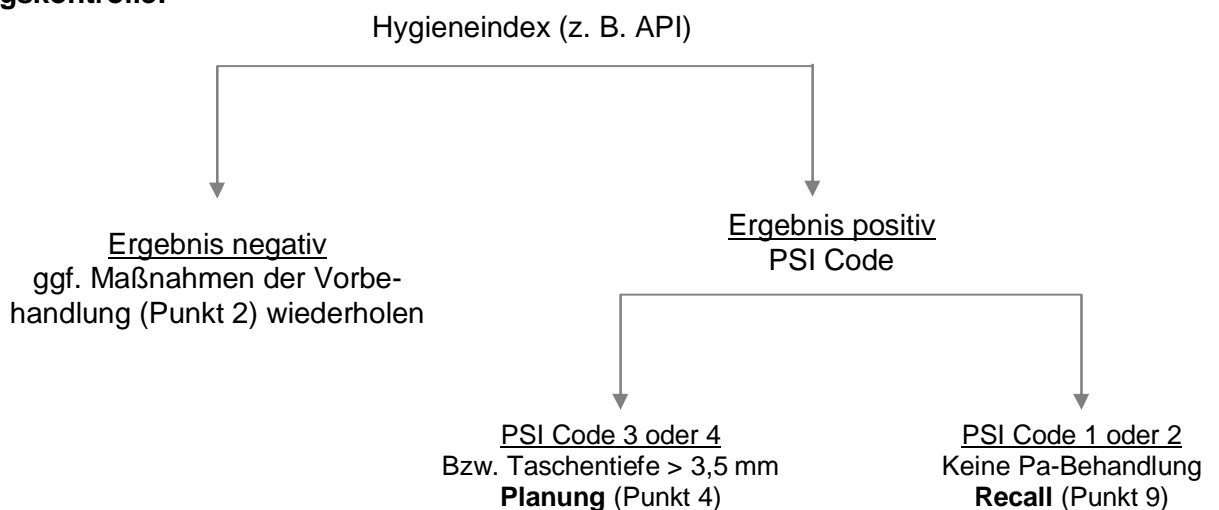 Hygieneindex (z. B. API)
Ergebnis negativ
ggf. Maßnahmen der Vorbe-
handlung (Punkt 2) wiederholen
Ergebnis positiv
PSI Code
PSI Code 3 oder 4
Bzw. Taschentiefe > 3,5 mm
Planung (Punkt 4)
PSI Code 1 oder 2
Keine Pa-Behandlung
Recall (Punkt 9)